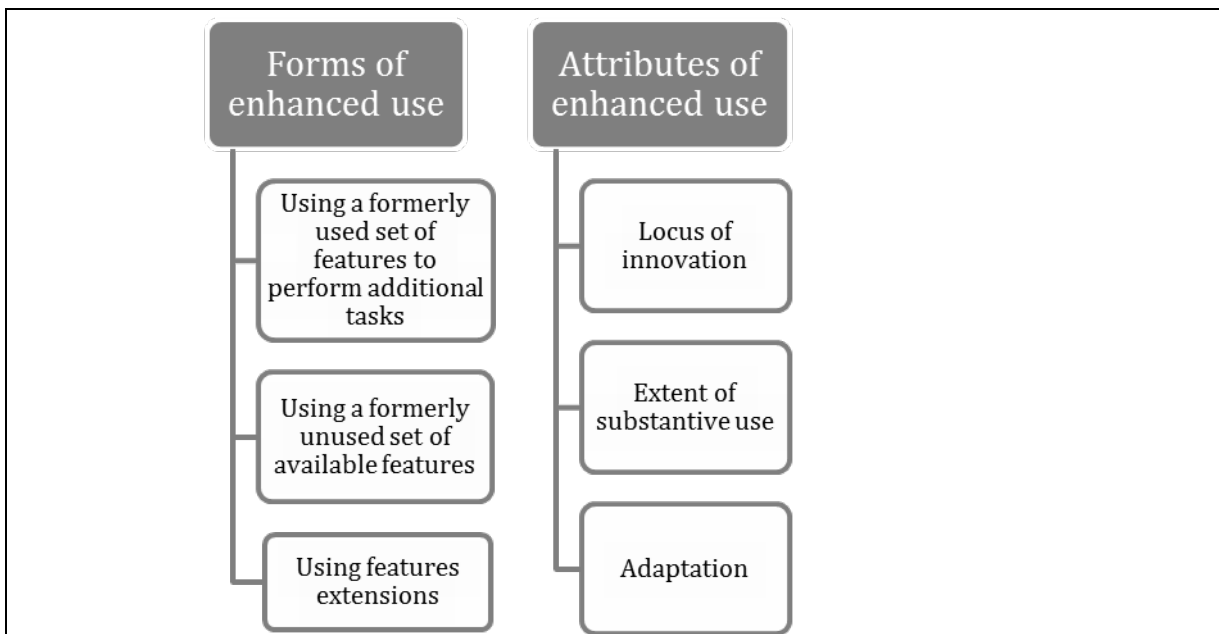 Forms of
enhanced use
Using a formerly
used set of
features to
perform additional
tasks
Using a formerly
unused set of
available features
Using features
extensions
Attributes of
enhanced use
Locus of
innovation
Extent of
substantive use
Adaptation